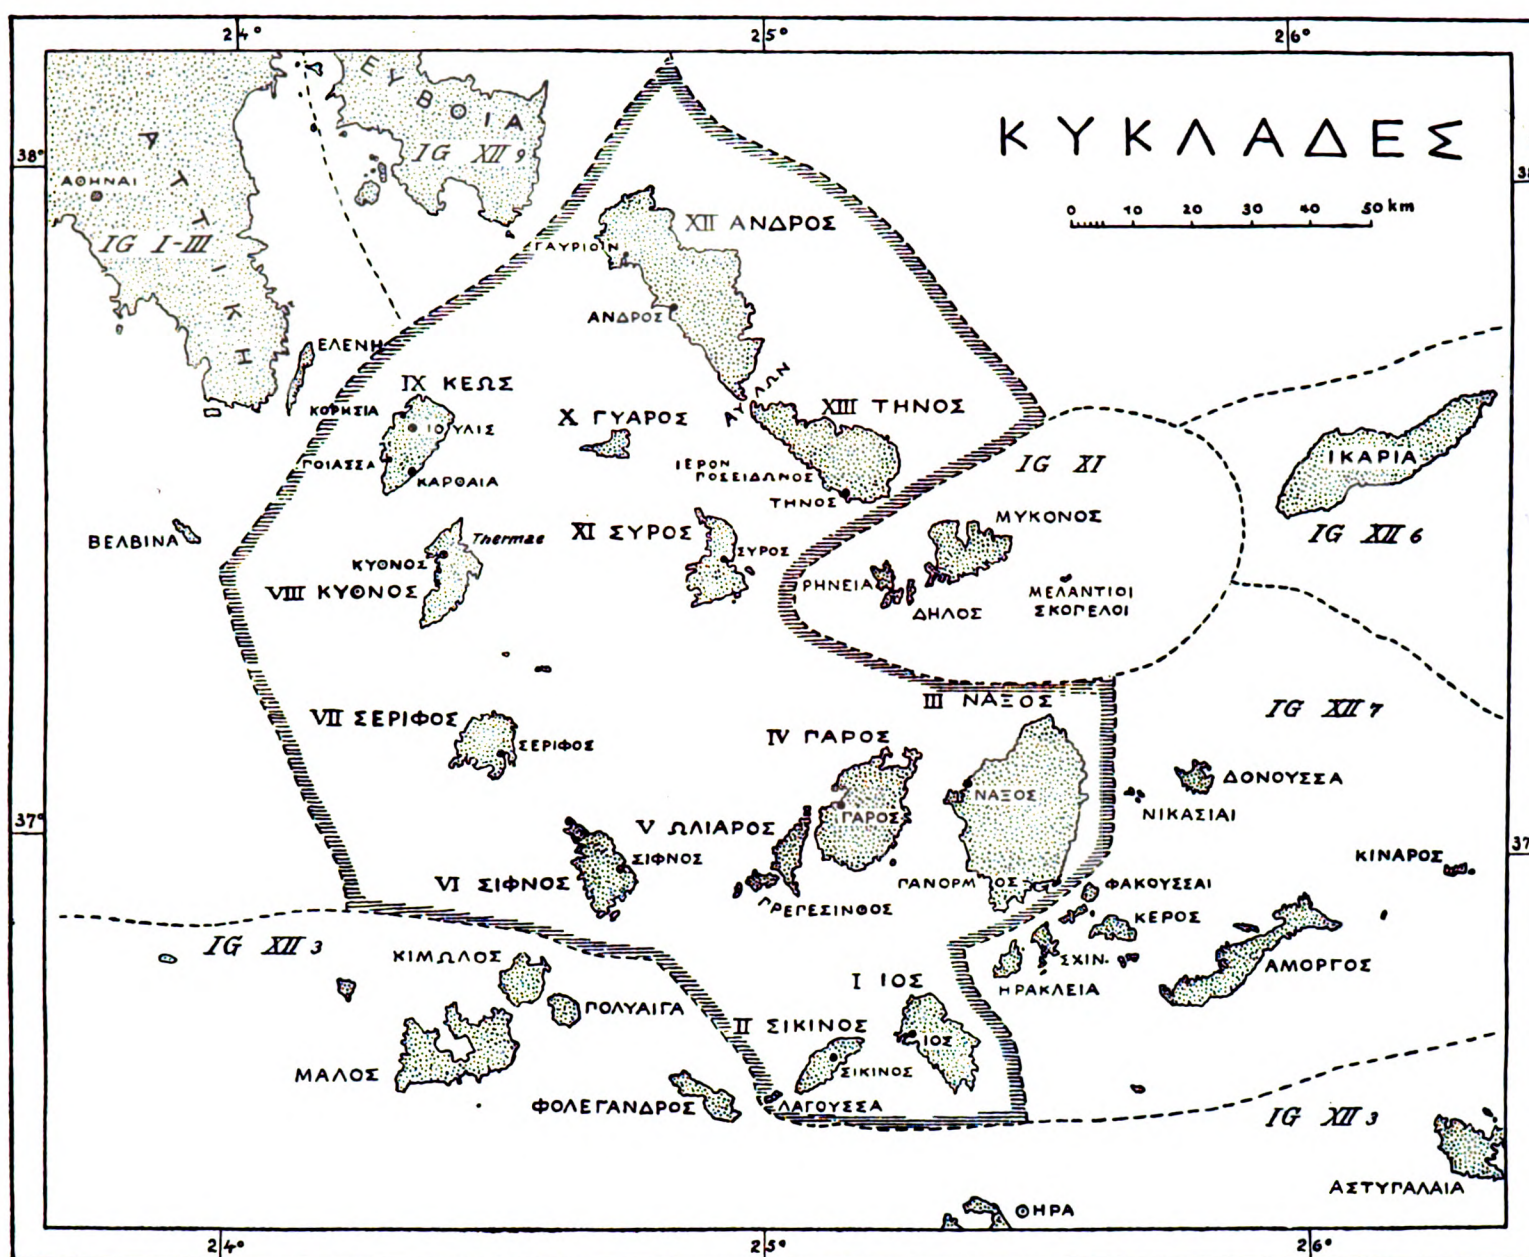 24° 25° 26°
ΕΥΒΟΙΑ
ΚΥΚΛΑΔΕΣ
38°
IG XII 9
ΑΤΤΙΚΗ
ΑΘΗΝΑΙ
0 10 20 30 40 50 km
XII ΑΝΔΡΟΣ
IG I-III
ΓΑΥΡΙΟΙΝ
ΑΝΔΡΟΣ
ΕΛΕΝΗ
ΑΥΛΩΝ
IX ΚΕΩΣ
XIII ΤΗΝΟΣ
ΚΟΡΗΣΙΑ
X ΓΥΑΡΟΣ
ΙΟΥΛΙΣ
ΙΚΑΡΙΑ
ΠΟΙΑΣΣΑ
ΙΕΡΟΝ
ΠΟΣΕΙΔΩΝΟΣ
IG XI
ΚΑΡΘΑΙΑ
ΤΗΝΟΣ
ΒΕΛΒΙΝΑ
Thermae
XI ΣΥΡΟΣ
ΜΥΚΟΝΟΣ
IG XII 6
ΚΥΘΝΟΣ
ΣΥΡΟΣ
VIII ΚΥΘΝΟΣ
ΡΗΝΕΙΑ
ΜΕΛΑΝΤΙΟΙ
ΣΚΟΠΕΛΟΙ
ΔΗΛΟΣ
III ΝΑΞΟΣ
IG XII 7
VII ΣΕΡΙΦΟΣ
IV ΠΑΡΟΣ
ΣΕΡΙΦΟΣ
ΔΟΝΟΥΣΣΑ
ΝΑΞΟΣ
ΝΙΚΑΣΙΑΙ
ΠΑΡΟΣ
37°
V ΩΛΙΑΡΟΣ
37
ΚΙΝΑΡΟΣ
ΣΙΦΝΟΣ
VI ΣΙΦΝΟΣ
ΠΑΝΟΡΜΟΣ
ΦΑΚΟΥΣΣΑΙ
ΠΡΕΠΕΣΙΝΘΟΣ
ΚΕΡΟΣ
IG XII 3
ΚΙΜΩΛΟΣ
ΣΧΙΝ.
ΑΜΟΡΓΟΣ
I ΙΟΣ
ΗΡΑΚΛΕΙΑ
ΠΟΛΥΑΙΓΑ
II ΣΙΚΙΝΟΣ
ΙΟΣ
ΜΑΛΟΣ
ΣΙΚΙΝΟΣ
ΦΟΛΕΓΑΝΔΡΟΣ
ΛΑΓΟΥΣΣΑ
IG XII 3
ΑΣΤΥΠΑΛΑΙΑ
ΘΗΡΑ
24° 25° 26°